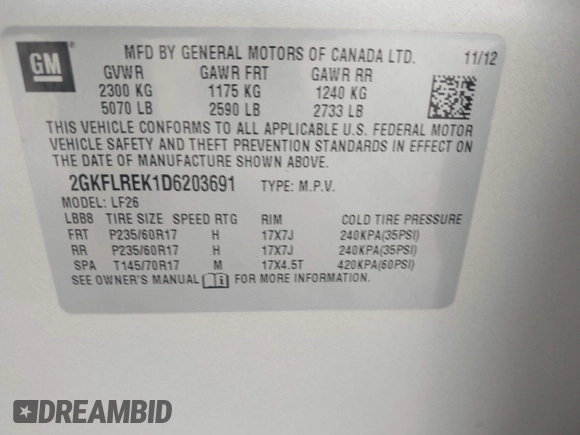 GM
MFD BY GENERAL MOTORS OF CANADA LTD. 11/12
GVWR GAWR FRT GAWR RR
2300 KG 1175 KG 1240 KG
5070 LB 2590 LB 2733 LB
THIS VEHICLE CONFORMS TO ALL APPLICABLE U.S. FEDERAL MOTOR
VEHICLE SAFETY AND THEFT PREVENTION STANDARDS IN EFFECT ON
THE DATE OF MANUFACTURE SHOWN ABOVE.
2GKFLREK1D6203691 TYPE: M.P.V.
MODEL: LF26
LBB8 TIRE SIZE SPEED RTG RIM COLD TIRE PRESSURE
FRT P235/60R17 H 17X7J 240KPA(35PSI)
RR P235/60R17 H 17X7J 240KPA(35PSI)
SPA T145/70R17 M 17X4.5T 420KPA(60PSI)
SEE OWNER'S MANUAL FOR MORE INFORMATION.
DREAMBID